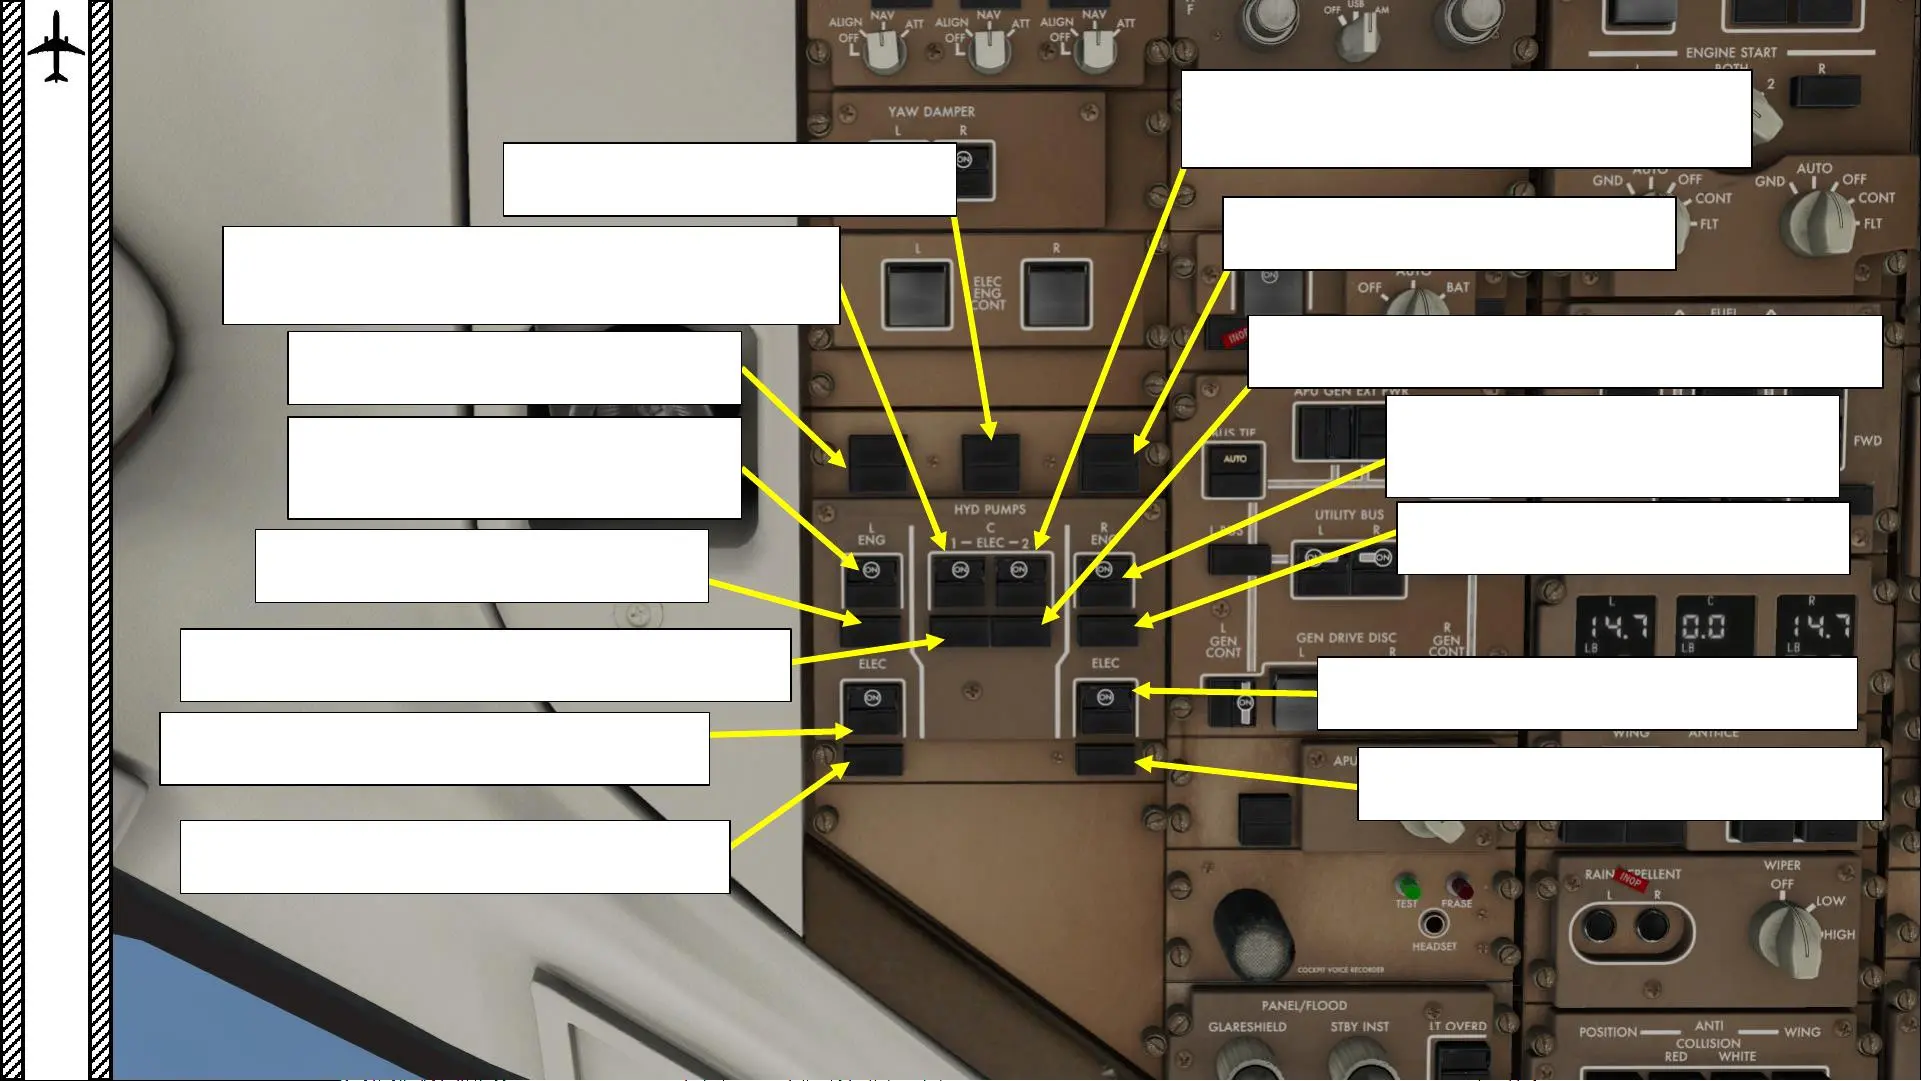 ALIGN NAV ATT
OFF
ALIGN NAV ATT
OFF
ALIGN NAV ATT
OFF
F
OFF USB AM
ENGINE START
BOTH
R
2
YAW DAMPER
L R
ON
GND AUTO OFF
CONT
FLT
GND AUTO OFF
CONT
FLT
L R
ELEC
ENG
CONT
ON
AUTO
OFF BAT
INOP
FUEL
APU GEN EXT PWR
BUS TIE
AUTO
FWD
HYD PUMPS
L
ENG
C
1 — ELEC — 2
R
ENG
ON ON ON ON
UTILITY BUS
L R
L BUS
ON ON
L C R
14.7 0.0 14.7
LB LB
L
GEN
CONT
GEN DRIVE DISC
L R
R
GEN
CONT
ELEC ELEC
ON ON
ON
WING ANTI-ICE
APU
TEST ERASE
HEADSET
COCKPIT VOICE RECORDER
RAIN REPELLENT
INOP
L R
WIPER
OFF
LOW
HIGH
PANEL/FLOOD
GLARESHIELD STBY INST LT OVRD
POSITION ANTI COLLISION WING
RED WHITE